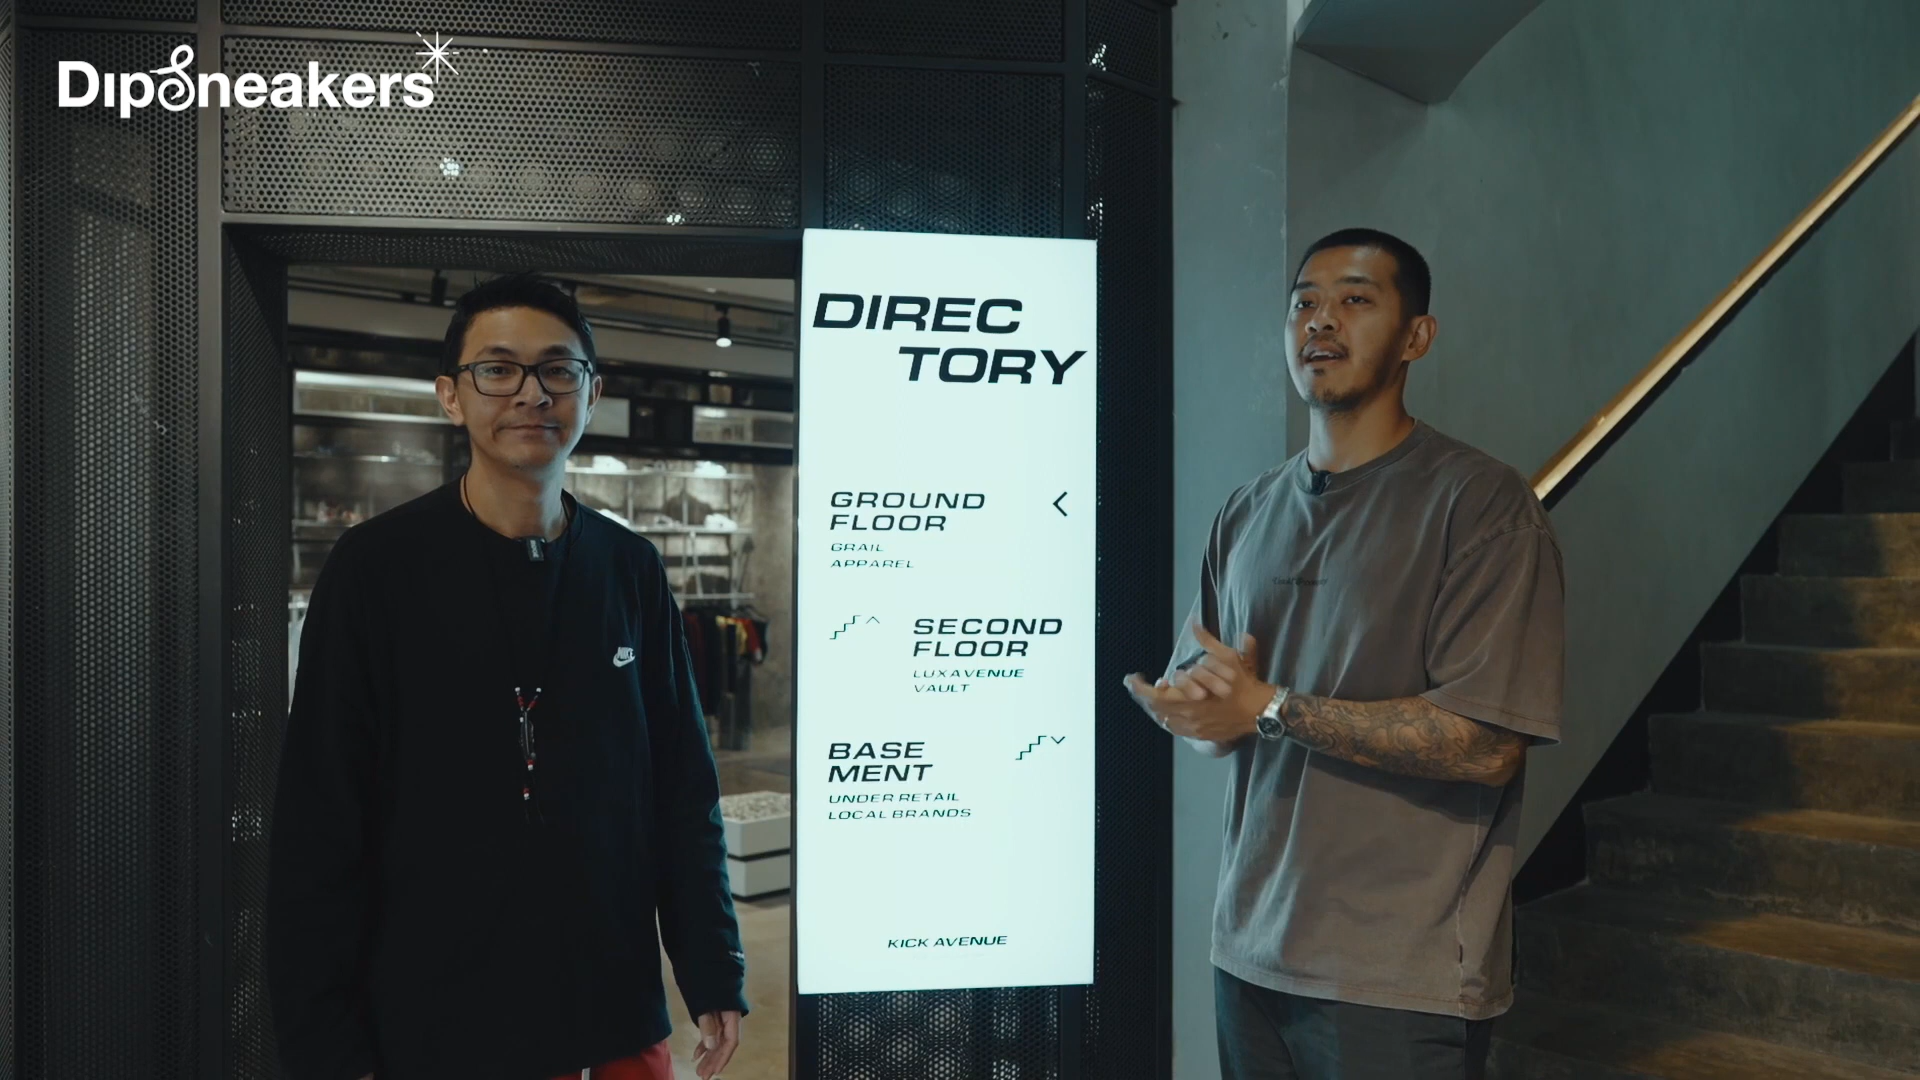 DipSneakers
DIREC
TORY
GROUND
FLOOR
GRAIL
APPAREL
SECOND
FLOOR
LUXAVENUE
VAULT
BASE
MENT
UNDER RETAIL
LOCAL BRANDS
KICK AVENUE
NIKE